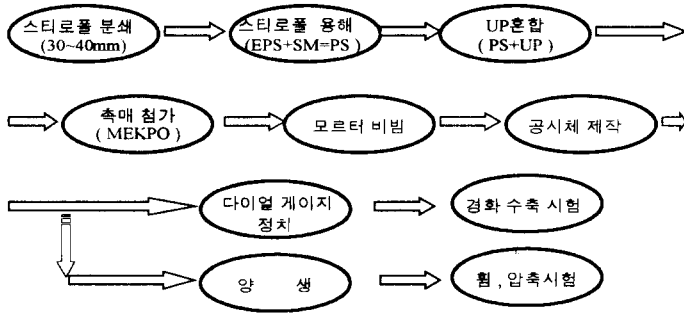 스티로폴 분쇄
(30~40mm)
스티로폴 용해
(EPS+SM=PS )
UP혼합
( PS+UP )
촉매 첨가
( MEKPO )
모르터 비빔
공시체 제작
다이얼 게이지
정치
경화 수축 시험
양 생
휨 , 압축시험